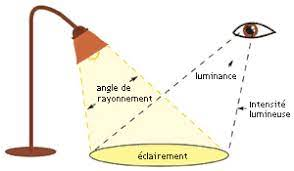 angle de
rayonnement
luminance
Intensité
lumineuse
éclairement